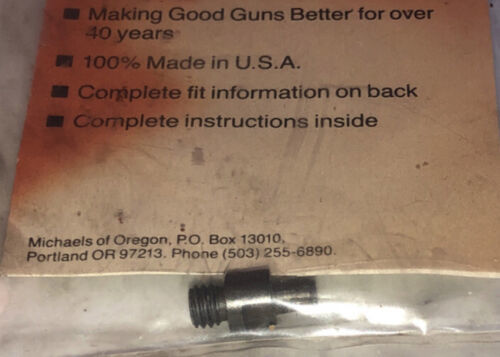 ■ Making Good Guns Better for over
40 years
■ 100% Made in U.S.A.
■ Complete fit information on back
■ Complete instructions inside
Michaels of Oregon, P.O. Box 13010,
Portland OR 97213. Phone (503) 255-6890.